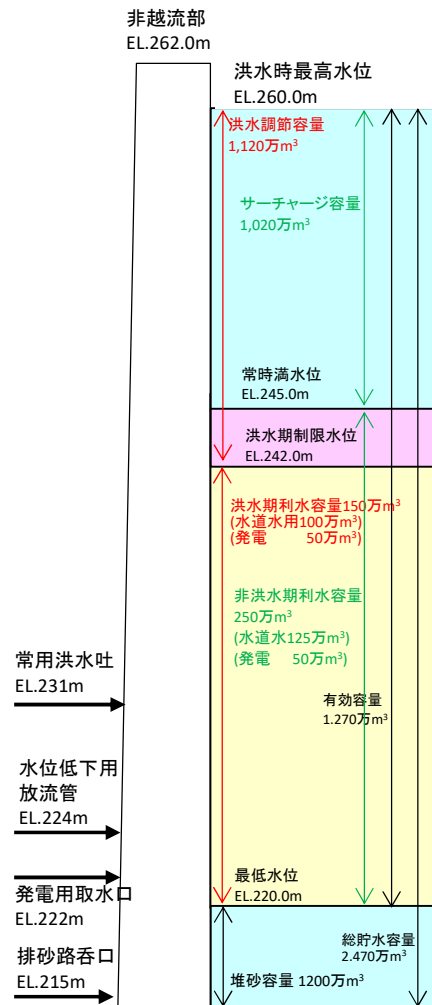 非越流部
EL.262.0m
洪水時最高水位
EL.260.0m
洪水調節容量
1,120万m³
サーチャージ容量
1,020万m³
常時満水位
EL.245.0m
洪水期制限水位
EL.242.0m
洪水期利水容量150万m³
(水道水用100万m³)
(発電 50万m³)
非洪水期利水容量
250万m³
(水道水125万m³)
(発電 50万m³)
常用洪水吐
EL.231m
有効容量
1.270万m³
水位低下用
放流管
EL.224m
発電用取水口
EL.222m
最低水位
EL.220.0m
総貯水容量
2.470万m³
排砂路呑口
EL.215m
堆砂容量 1200万m³